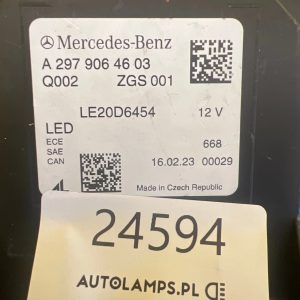 Mercedes-Benz
A 297 906 46 03
Q002 ZGS 001
LE20D6454 12 V
LED
ECE 668
SAE
CAN 16.02.23 00029
AL Made in Czech Republic
24594
AUTOLAMPS.PL